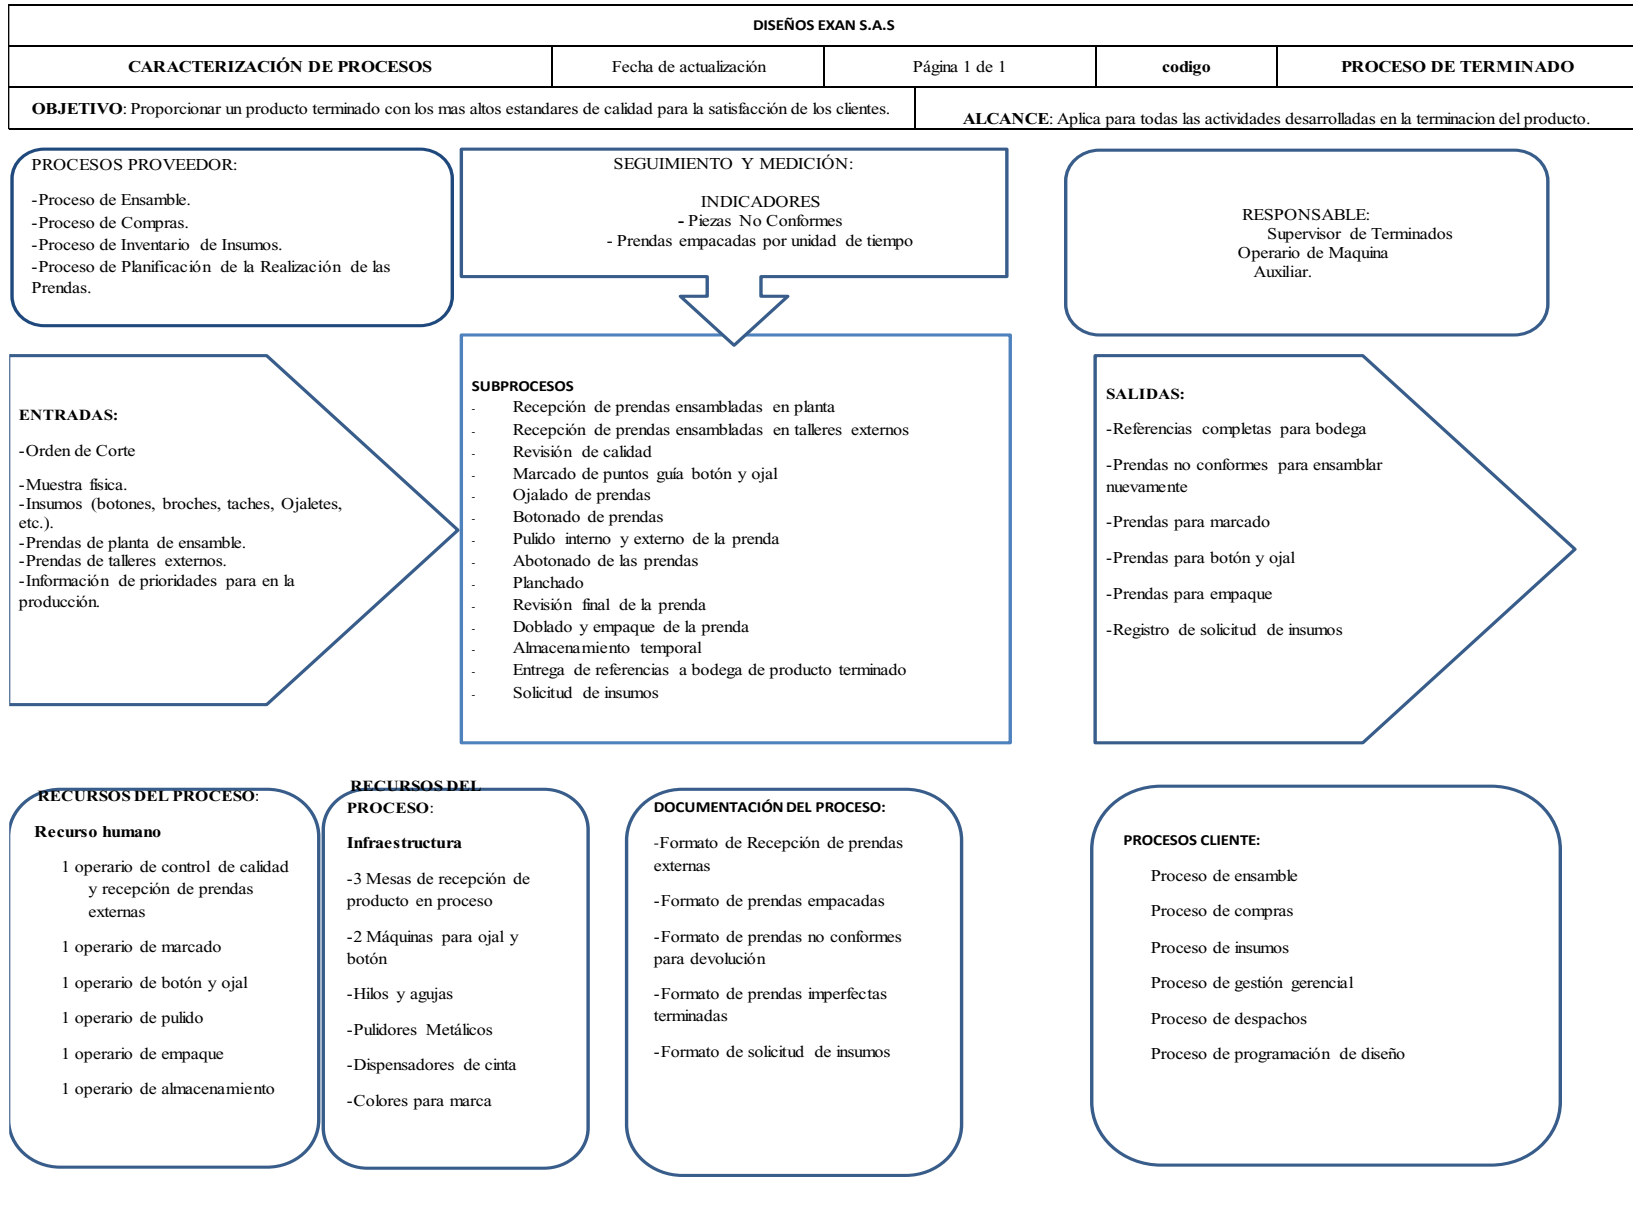 DISEÑOS EXAN S.A.S
CARACTERIZACIÓN DE PROCESOS
Fecha de actualización
Página 1 de 1
codigo
PROCESO DE TERMINADO
OBJETIVO: Proporcionar un producto terminado con los mas altos estandares de calidad para la satisfacción de los clientes.
ALCANCE: Aplica para todas las actividades desarrolladas en la terminacion del producto.
PROCESOS PROVEEDOR:
-Proceso de Ensamble.
-Proceso de Compras.
-Proceso de Inventario de Insumos.
-Proceso de Planificación de la Realización de las
Prendas.
SEGUIMIENTO Y MEDICIÓN:
INDICADORES
- Piezas No Conformes
- Prendas empacadas por unidad de tiempo
RESPONSABLE:
Supervisor de Terminados
Operario de Maquina
Auxiliar.
ENTRADAS:
-Orden de Corte
-Muestra física.
-Insumos (botones, broches, taches, Ojaletes,
etc.).
-Prendas de planta de ensamble.
-Prendas de talleres externos.
-Información de prioridades para en la
producción.
SUBPROCESOS
- Recepción de prendas ensambladas en planta
- Recepción de prendas ensambladas en talleres externos
- Revisión de calidad
- Marcado de puntos guía botón y ojal
- Ojalado de prendas
- Botonado de prendas
- Pulido interno y externo de la prenda
- Abotonado de las prendas
- Planchado
- Revisión final de la prenda
- Doblado y empaque de la prenda
- Almacenamiento temporal
- Entrega de referencias a bodega de producto terminado
- Solicitud de insumos
SALIDAS:
-Referencias completas para bodega
-Prendas no conformes para ensamblar
nuevamente
-Prendas para marcado
-Prendas para botón y ojal
-Prendas para empaque
-Registro de solicitud de insumos
RECURSOS DEL PROCESO:
Recurso humano
1 operario de control de calidad
y recepción de prendas
externas
1 operario de marcado
1 operario de botón y ojal
1 operario de pulido
1 operario de empaque
1 operario de almacenamiento
RECURSOS DEL
PROCESO:
Infraestructura
-3 Mesas de recepción de
producto en proceso
-2 Máquinas para ojal y
botón
-Hilos y agujas
-Pulidores Metálicos
-Dispensadores de cinta
-Colores para marca
DOCUMENTACIÓN DEL PROCESO:
-Formato de Recepción de prendas
externas
-Formato de prendas empacadas
-Formato de prendas no conformes
para devolución
-Formato de prendas imperfectas
terminadas
-Formato de solicitud de insumos
PROCESOS CLIENTE:
Proceso de ensamble
Proceso de compras
Proceso de insumos
Proceso de gestión gerencial
Proceso de despachos
Proceso de programación de diseño